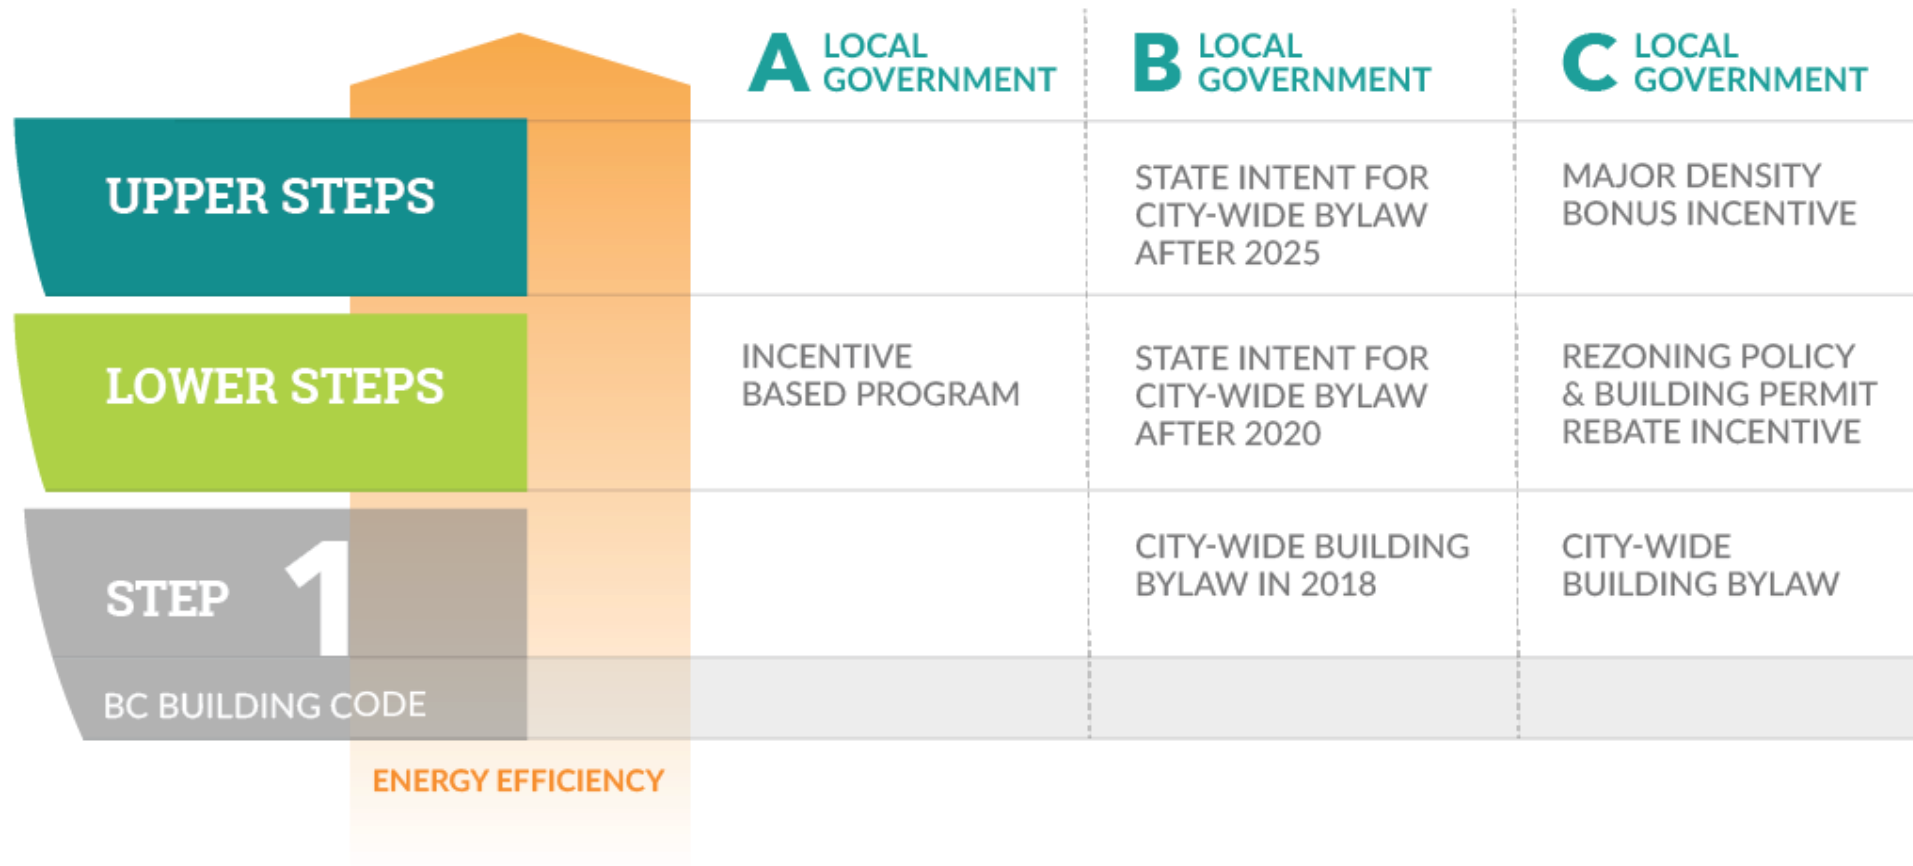 A LOCAL
GOVERNMENT
B LOCAL
GOVERNMENT
C LOCAL
GOVERNMENT
UPPER STEPS
STATE INTENT FOR
CITY-WIDE BYLAW
AFTER 2025
MAJOR DENSITY
BONUS INCENTIVE
LOWER STEPS
INCENTIVE
BASED PROGRAM
STATE INTENT FOR
CITY-WIDE BYLAW
AFTER 2020
REZONING POLICY
& BUILDING PERMIT
REBATE INCENTIVE
STEP 1
CITY-WIDE BUILDING
BYLAW IN 2018
CITY-WIDE
BUILDING BYLAW
BC BUILDING CODE
ENERGY EFFICIENCY